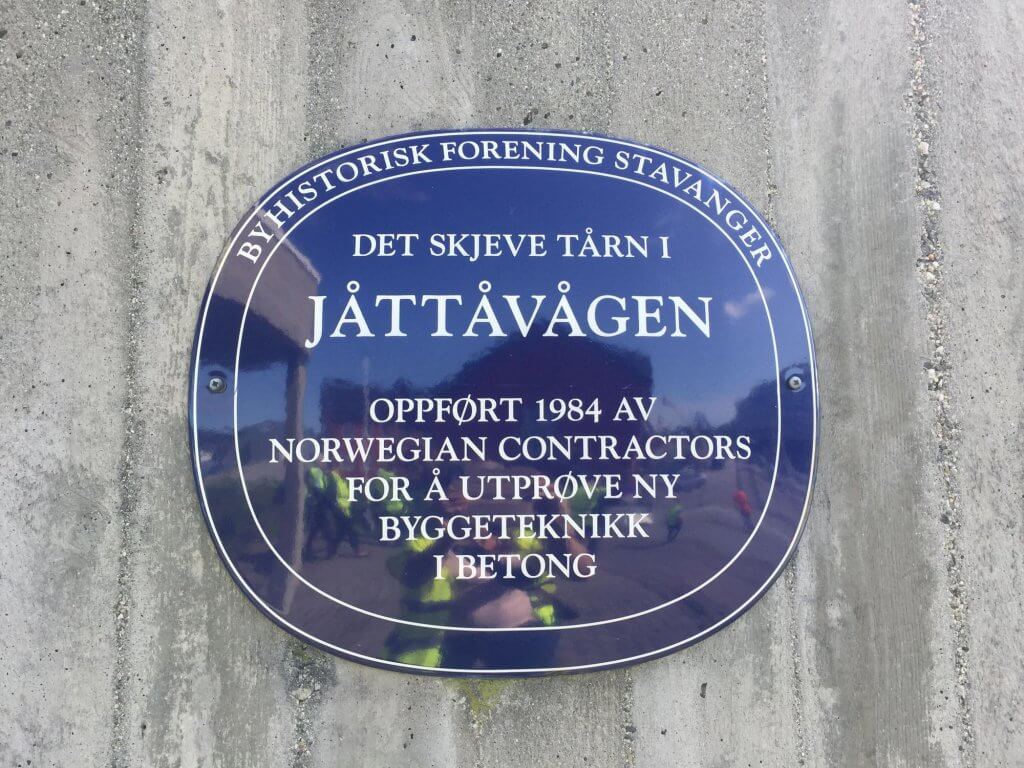 BYHISTORISK FORENING STAVANGER
DET SKJEVE TÅRN I
JÅTTÅVÅGEN
OPPFØRT 1984 AV
NORWEGIAN CONTRACTORS
FOR Å UTPRØVE NY
BYGGETEKNIKK
I BETONG